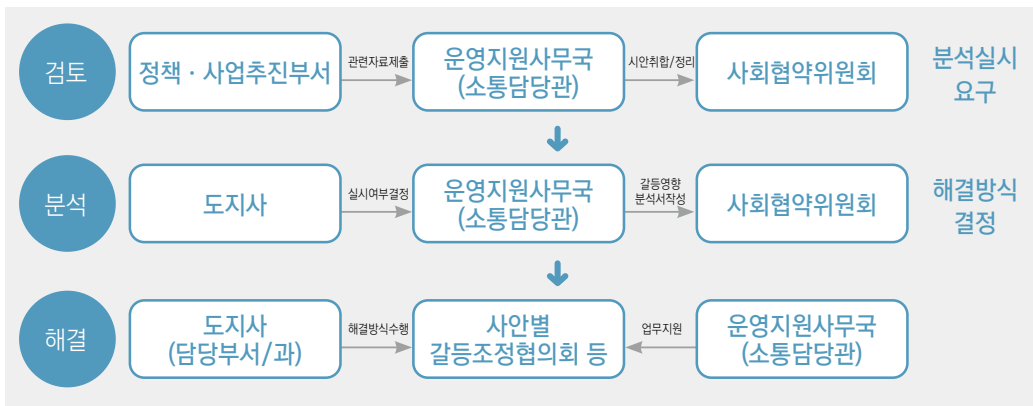 검토
정책 · 사업추진부서
관련자료제출
운영지원사무국
(소통담당관)
시안취합/정리
사회협약위원회
분석실시
요구
분석
도지사
실시여부결정
운영지원사무국
(소통담당관)
갈등영향
분석서작성
사회협약위원회
해결방식
결정
해결
도지사
(담당부서/과)
해결방식수행
사안별
갈등조정협의회 등
업무지원
운영지원사무국
(소통담당관)